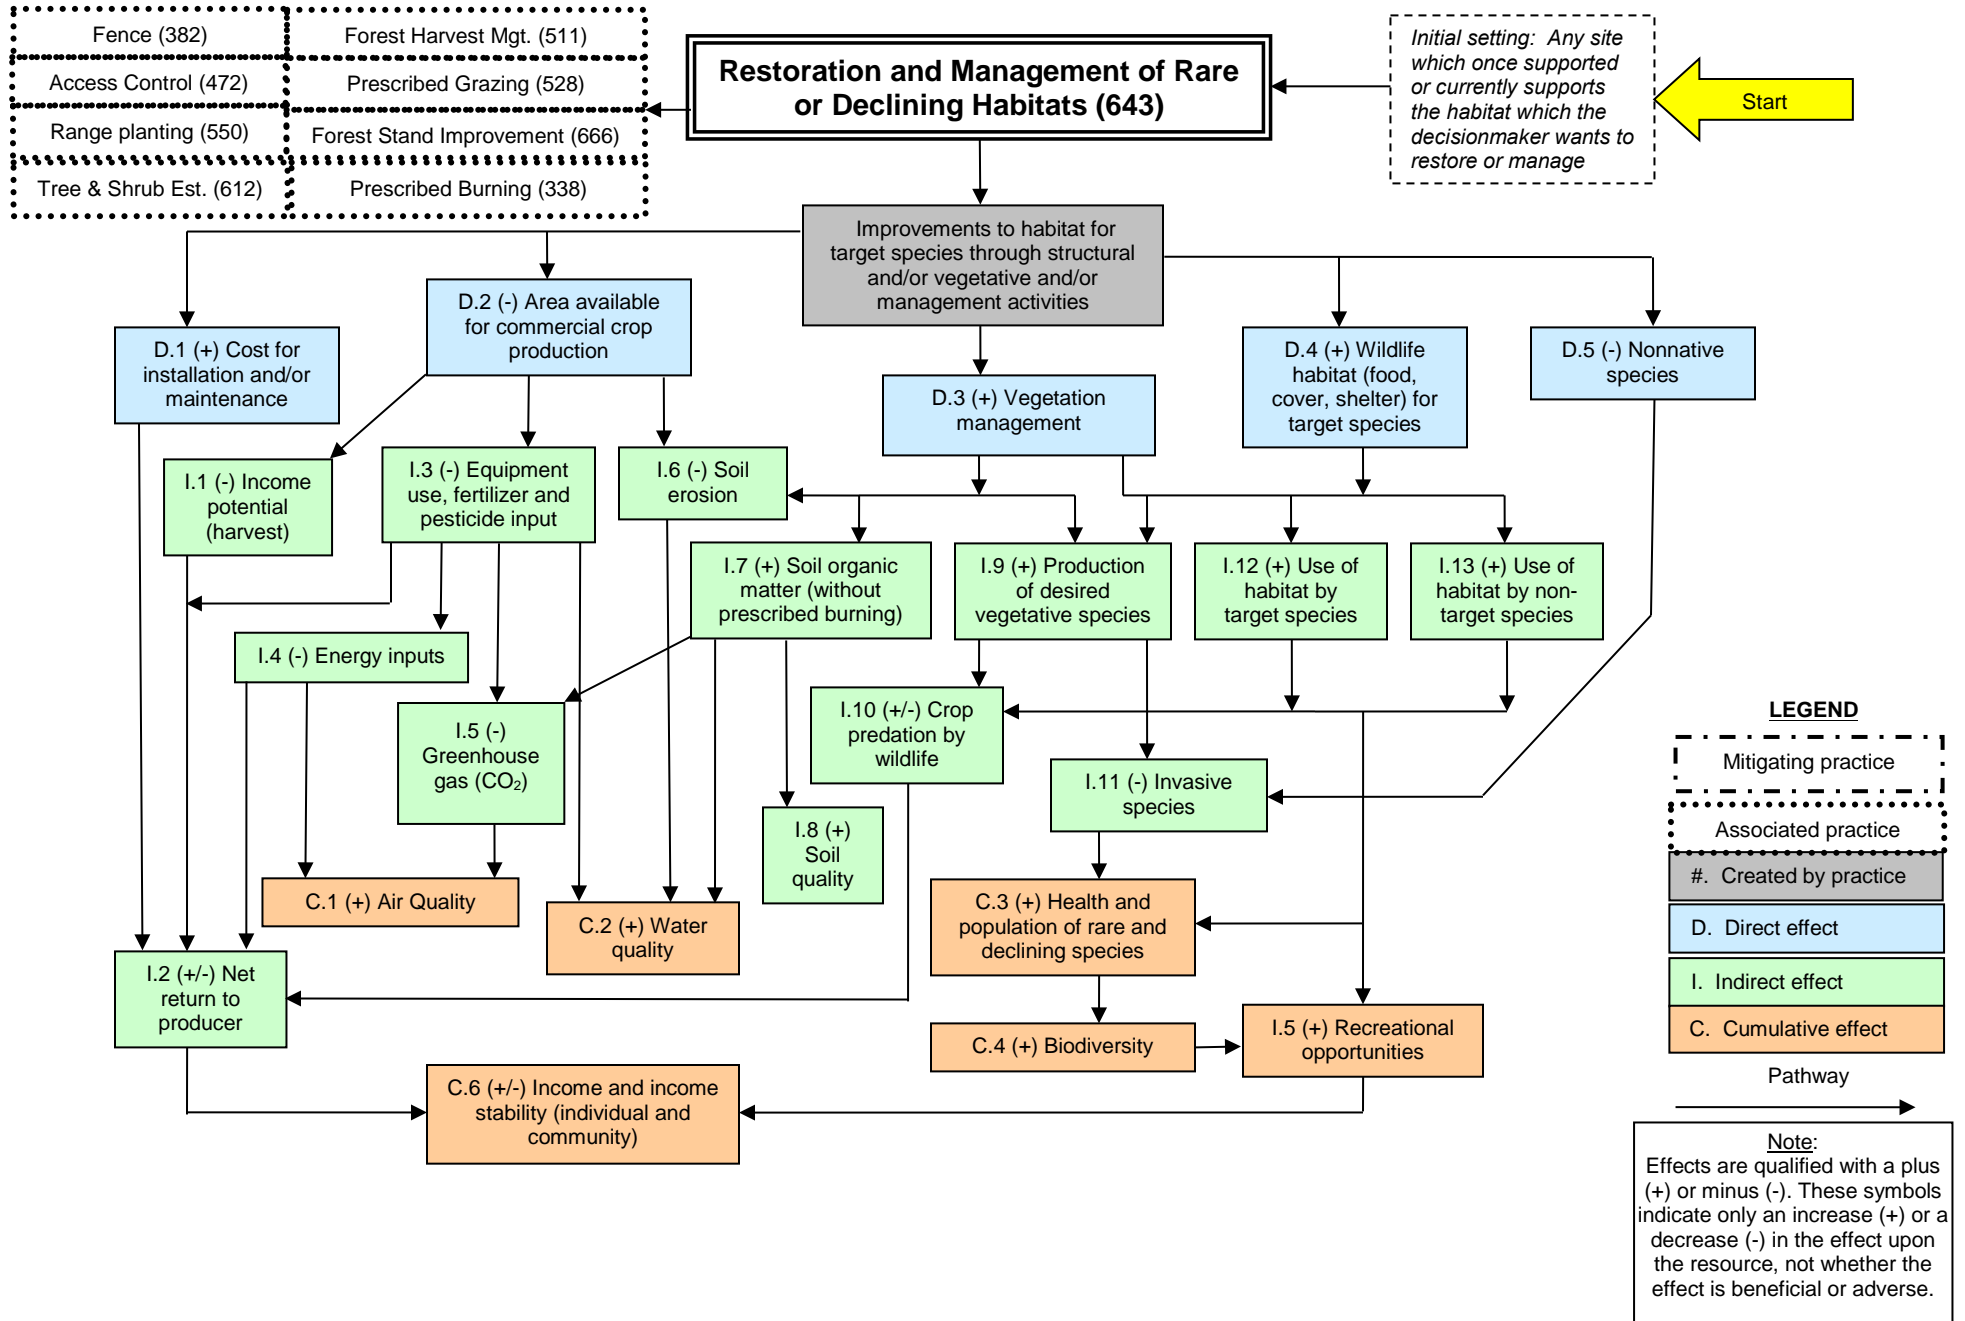 Fence (382)
Forest Harvest Mgt. (511)
Access Control (472)
Prescribed Grazing (528)
Range planting (550)
Forest Stand Improvement (666)
Tree & Shrub Est. (612)
Prescribed Burning (338)
Restoration and Management of Rare
or Declining Habitats (643)
Initial setting: Any site
which once supported
or currently supports
the habitat which the
decisionmaker wants to
restore or manage
Start
Improvements to habitat for
target species through structural
and/or vegetative and/or
management activities
D.1 (+) Cost for
installation and/or
maintenance
D.2 (-) Area available
for commercial crop
production
D.3 (+) Vegetation
management
D.4 (+) Wildlife
habitat (food,
cover, shelter) for
target species
D.5 (-) Nonnative
species
I.1 (-) Income
potential
(harvest)
I.3 (-) Equipment
use, fertilizer and
pesticide input
I.6 (-) Soil
erosion
I.7 (+) Soil organic
matter (without
prescribed burning)
I.9 (+) Production
of desired
vegetative species
I.12 (+) Use of
habitat by
target species
I.13 (+) Use of
habitat by non-
target species
I.4 (-) Energy inputs
I.5 (-)
Greenhouse
gas (CO₂)
I.10 (+/-) Crop
predation by
wildlife
I.11 (-) Invasive
species
I.8 (+)
Soil
quality
C.1 (+) Air Quality
C.2 (+) Water
quality
C.3 (+) Health and
population of rare and
declining species
I.2 (+/-) Net
return to
producer
C.4 (+) Biodiversity
I.5 (+) Recreational
opportunities
C.6 (+/-) Income and income
stability (individual and
community)
LEGEND
Mitigating practice
Associated practice
#. Created by practice
D. Direct effect
I. Indirect effect
C. Cumulative effect
Pathway
Note:
Effects are qualified with a plus
(+) or minus (-). These symbols
indicate only an increase (+) or a
decrease (-) in the effect upon
the resource, not whether the
effect is beneficial or adverse.